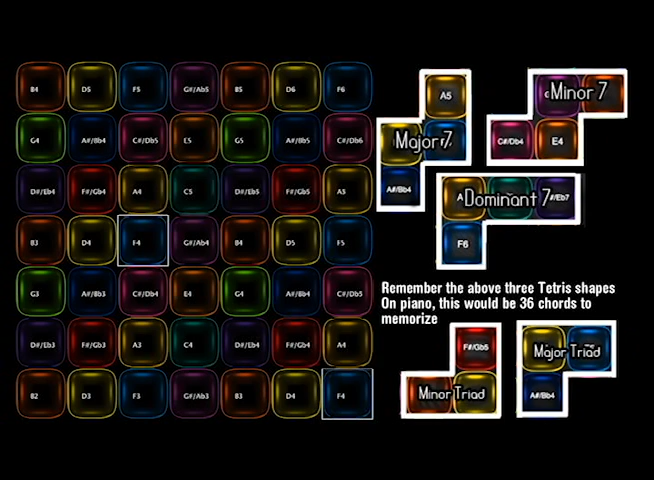 B4 D5 F5 G#/Ab5 B5 D6 F6
G4 A#/Bb4 C#/Db5 E5 G5 A#/Bb5 C#/Db6
D#/Eb4 F#/Gb4 A4 C5 D#/Eb5 F#/Gb5 A5
B3 D4 F4 G#/Ab4 B4 D5 F5
G3 A#/Bb3 C#/Db4 E4 G4 A#/Bb4 C#/Db5
D#/Eb3 F#/Gb3 A3 C4 D#/Eb4 F#/Gb4 A4
B2 D3 F3 G#/Ab3 B3 D4 F4
A5
Major 7
A#/Bb4
Minor 7
C#/Db4 E4
Dominant 7
F6
Remember the above three Tetris shapes
On piano, this would be 36 chords to
memorize
F#/Gb5
Minor Triad
Major Triad
A#/Bb4